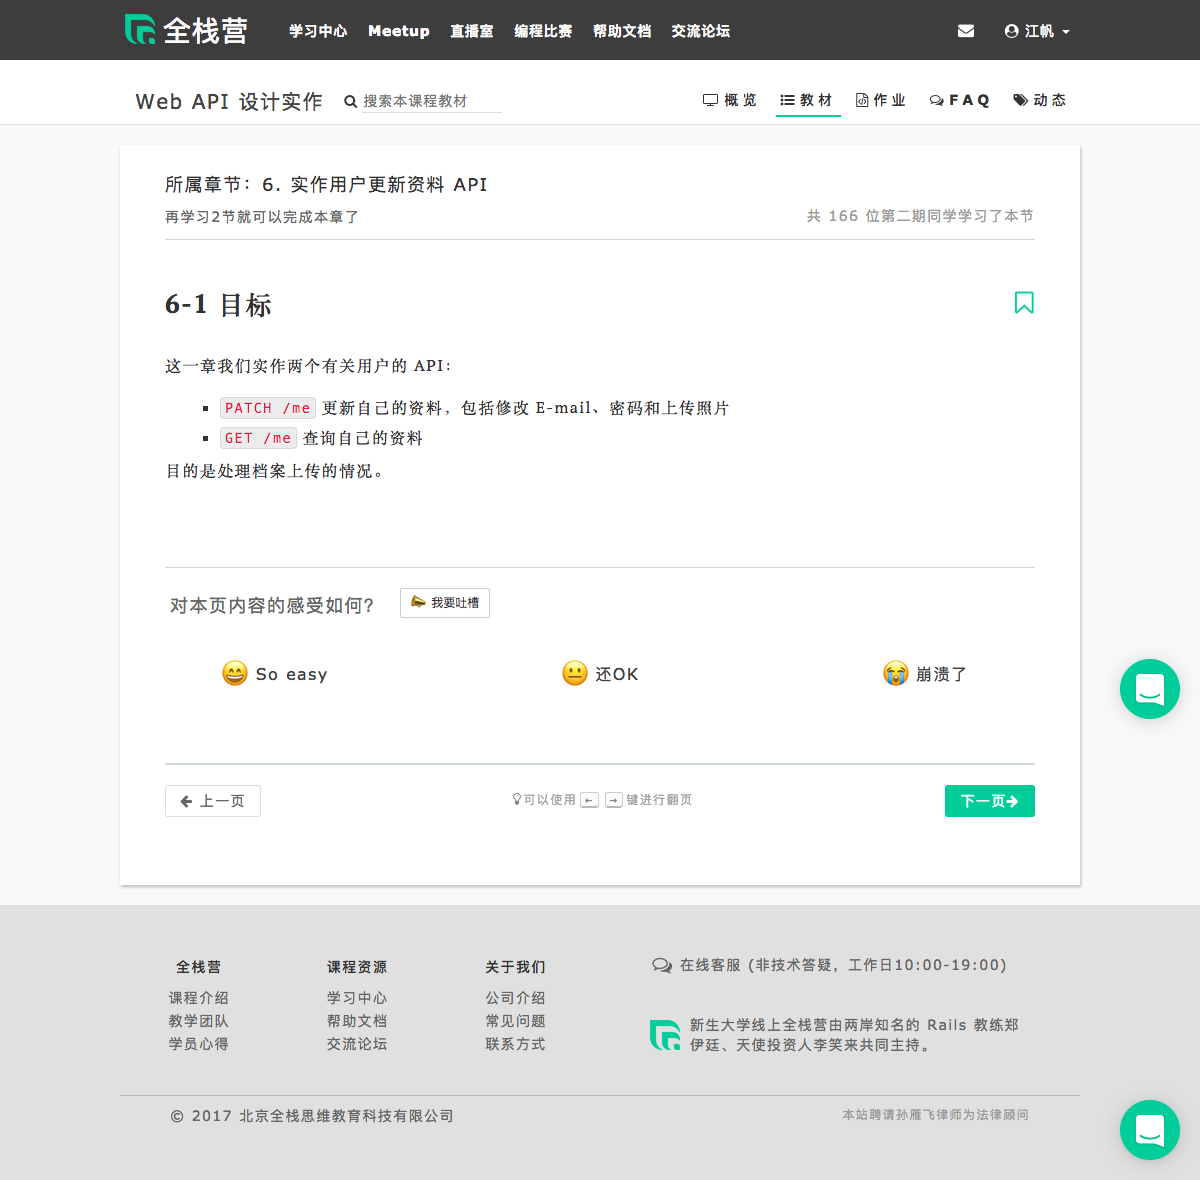 全栈营 学习中心 Meetup 直播室 编程比赛 帮助文档 交流论坛 江帆
Web API 设计实作 搜索本课程教材 概览 教材 作业 FAQ 动态
所属章节：6. 实作用户更新资料 API
再学习2节就可以完成本章了 共 166 位第二期同学学习了本节
6-1 目标
这一章我们实作两个有关用户的 API：
PATCH /me 更新自己的资料，包括修改 E-mail、密码和上传照片
GET /me 查询自己的资料
目的是处理档案上传的情况。
对本页内容的感受如何? 我要吐槽
So easy 还OK 崩溃了
上一页 可以使用 ← → 键进行翻页 下一页
全栈营 课程资源 关于我们 在线客服 (非技术答疑，工作日10:00-19:00)
课程介绍 学习中心 公司介绍
教学团队 帮助文档 常见问题 新生大学线上全栈营由两岸知名的 Rails 教练郑
学员心得 交流论坛 联系方式 伊廷、天使投资人李笑来共同主持。
© 2017 北京全栈思维教育科技有限公司 本站聘请孙雁飞律师为法律顾问